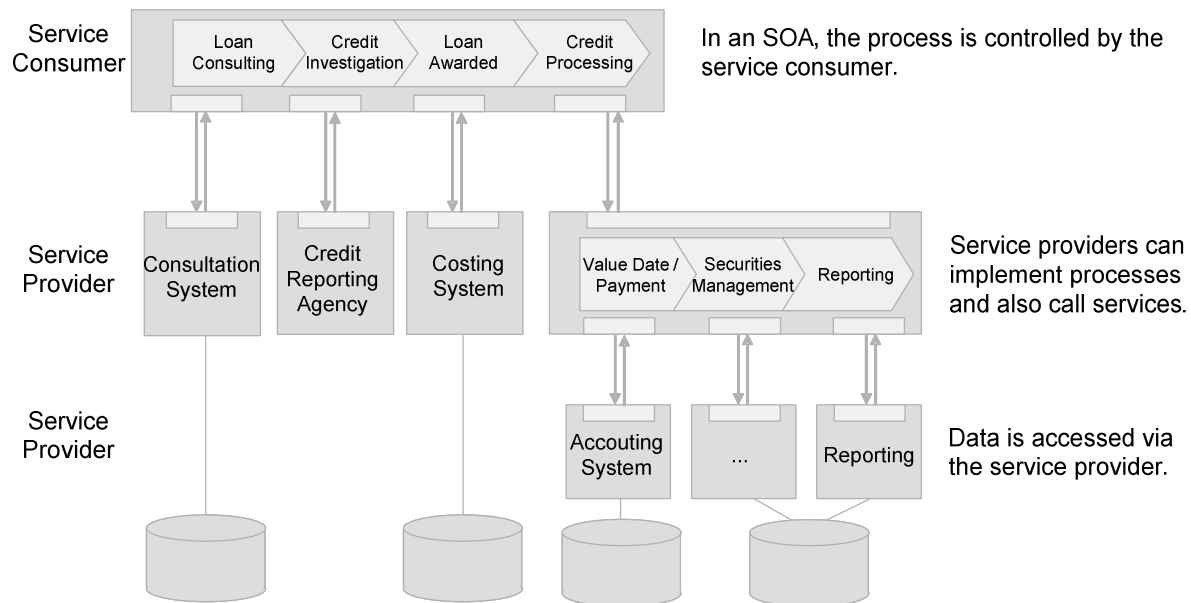 Service
Consumer
Loan
Consulting
Credit
Investigation
Loan
Awarded
Credit
Processing
In an SOA, the process is controlled by the
service consumer.
Service
Provider
Consultation
System
Credit
Reporting
Agency
Costing
System
Value Date /
Payment
Securities
Management
Reporting
Service providers can
implement processes
and also call services.
Service
Provider
Accouting
System
...
Reporting
Data is accessed via
the service provider.